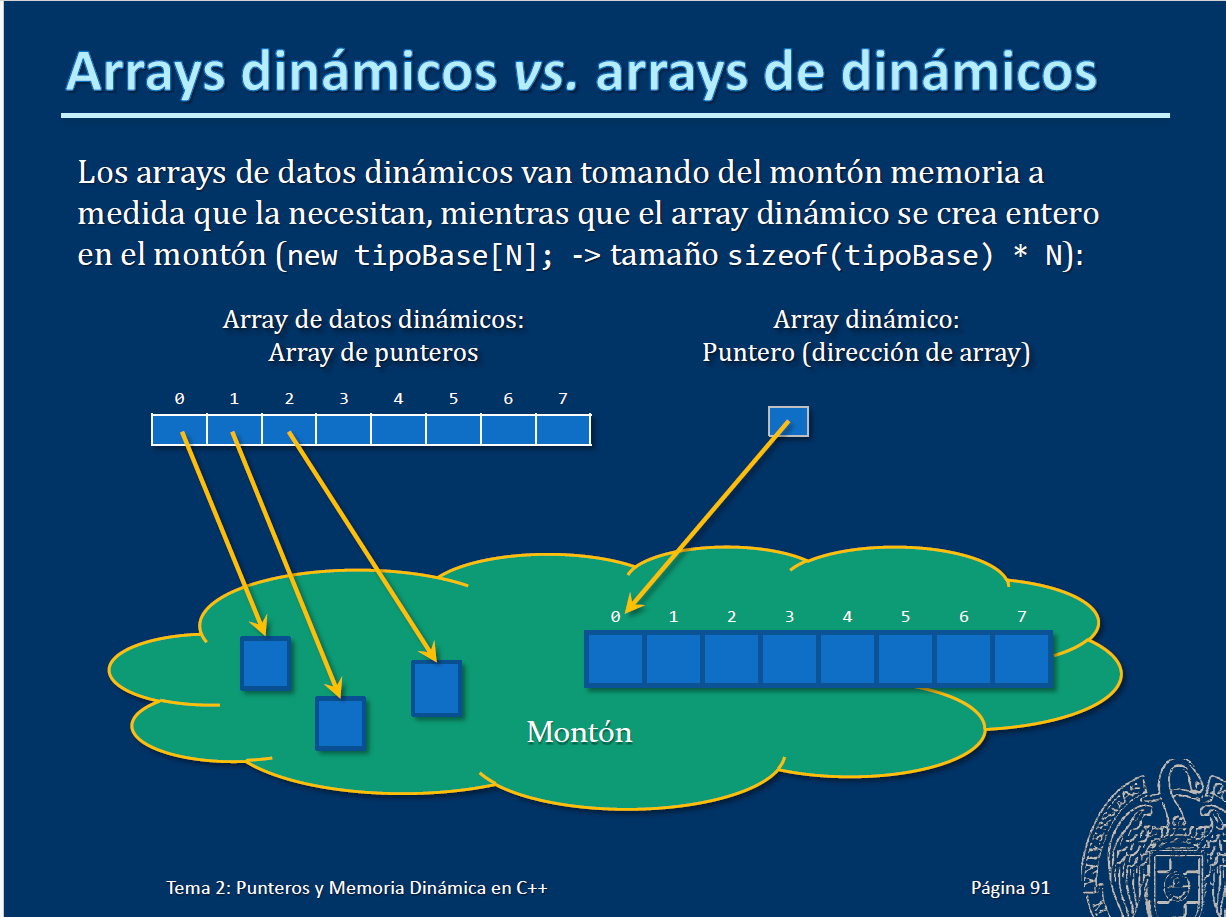 Arrays dinámicos vs. arrays de dinámicos
Los arrays de datos dinámicos van tomando del montón memoria a
medida que la necesitan, mientras que el array dinámico se crea entero
en el montón (new tipoBase[N]; -> tamaño sizeof(tipoBase) * N):
Array de datos dinámicos:
Array de punteros
0 1 2 3 4 5 6 7
Array dinámico:
Puntero (dirección de array)
0 1 2 3 4 5 6 7
Montón
Tema 2: Punteros y Memoria Dinámica en C++
Página 91